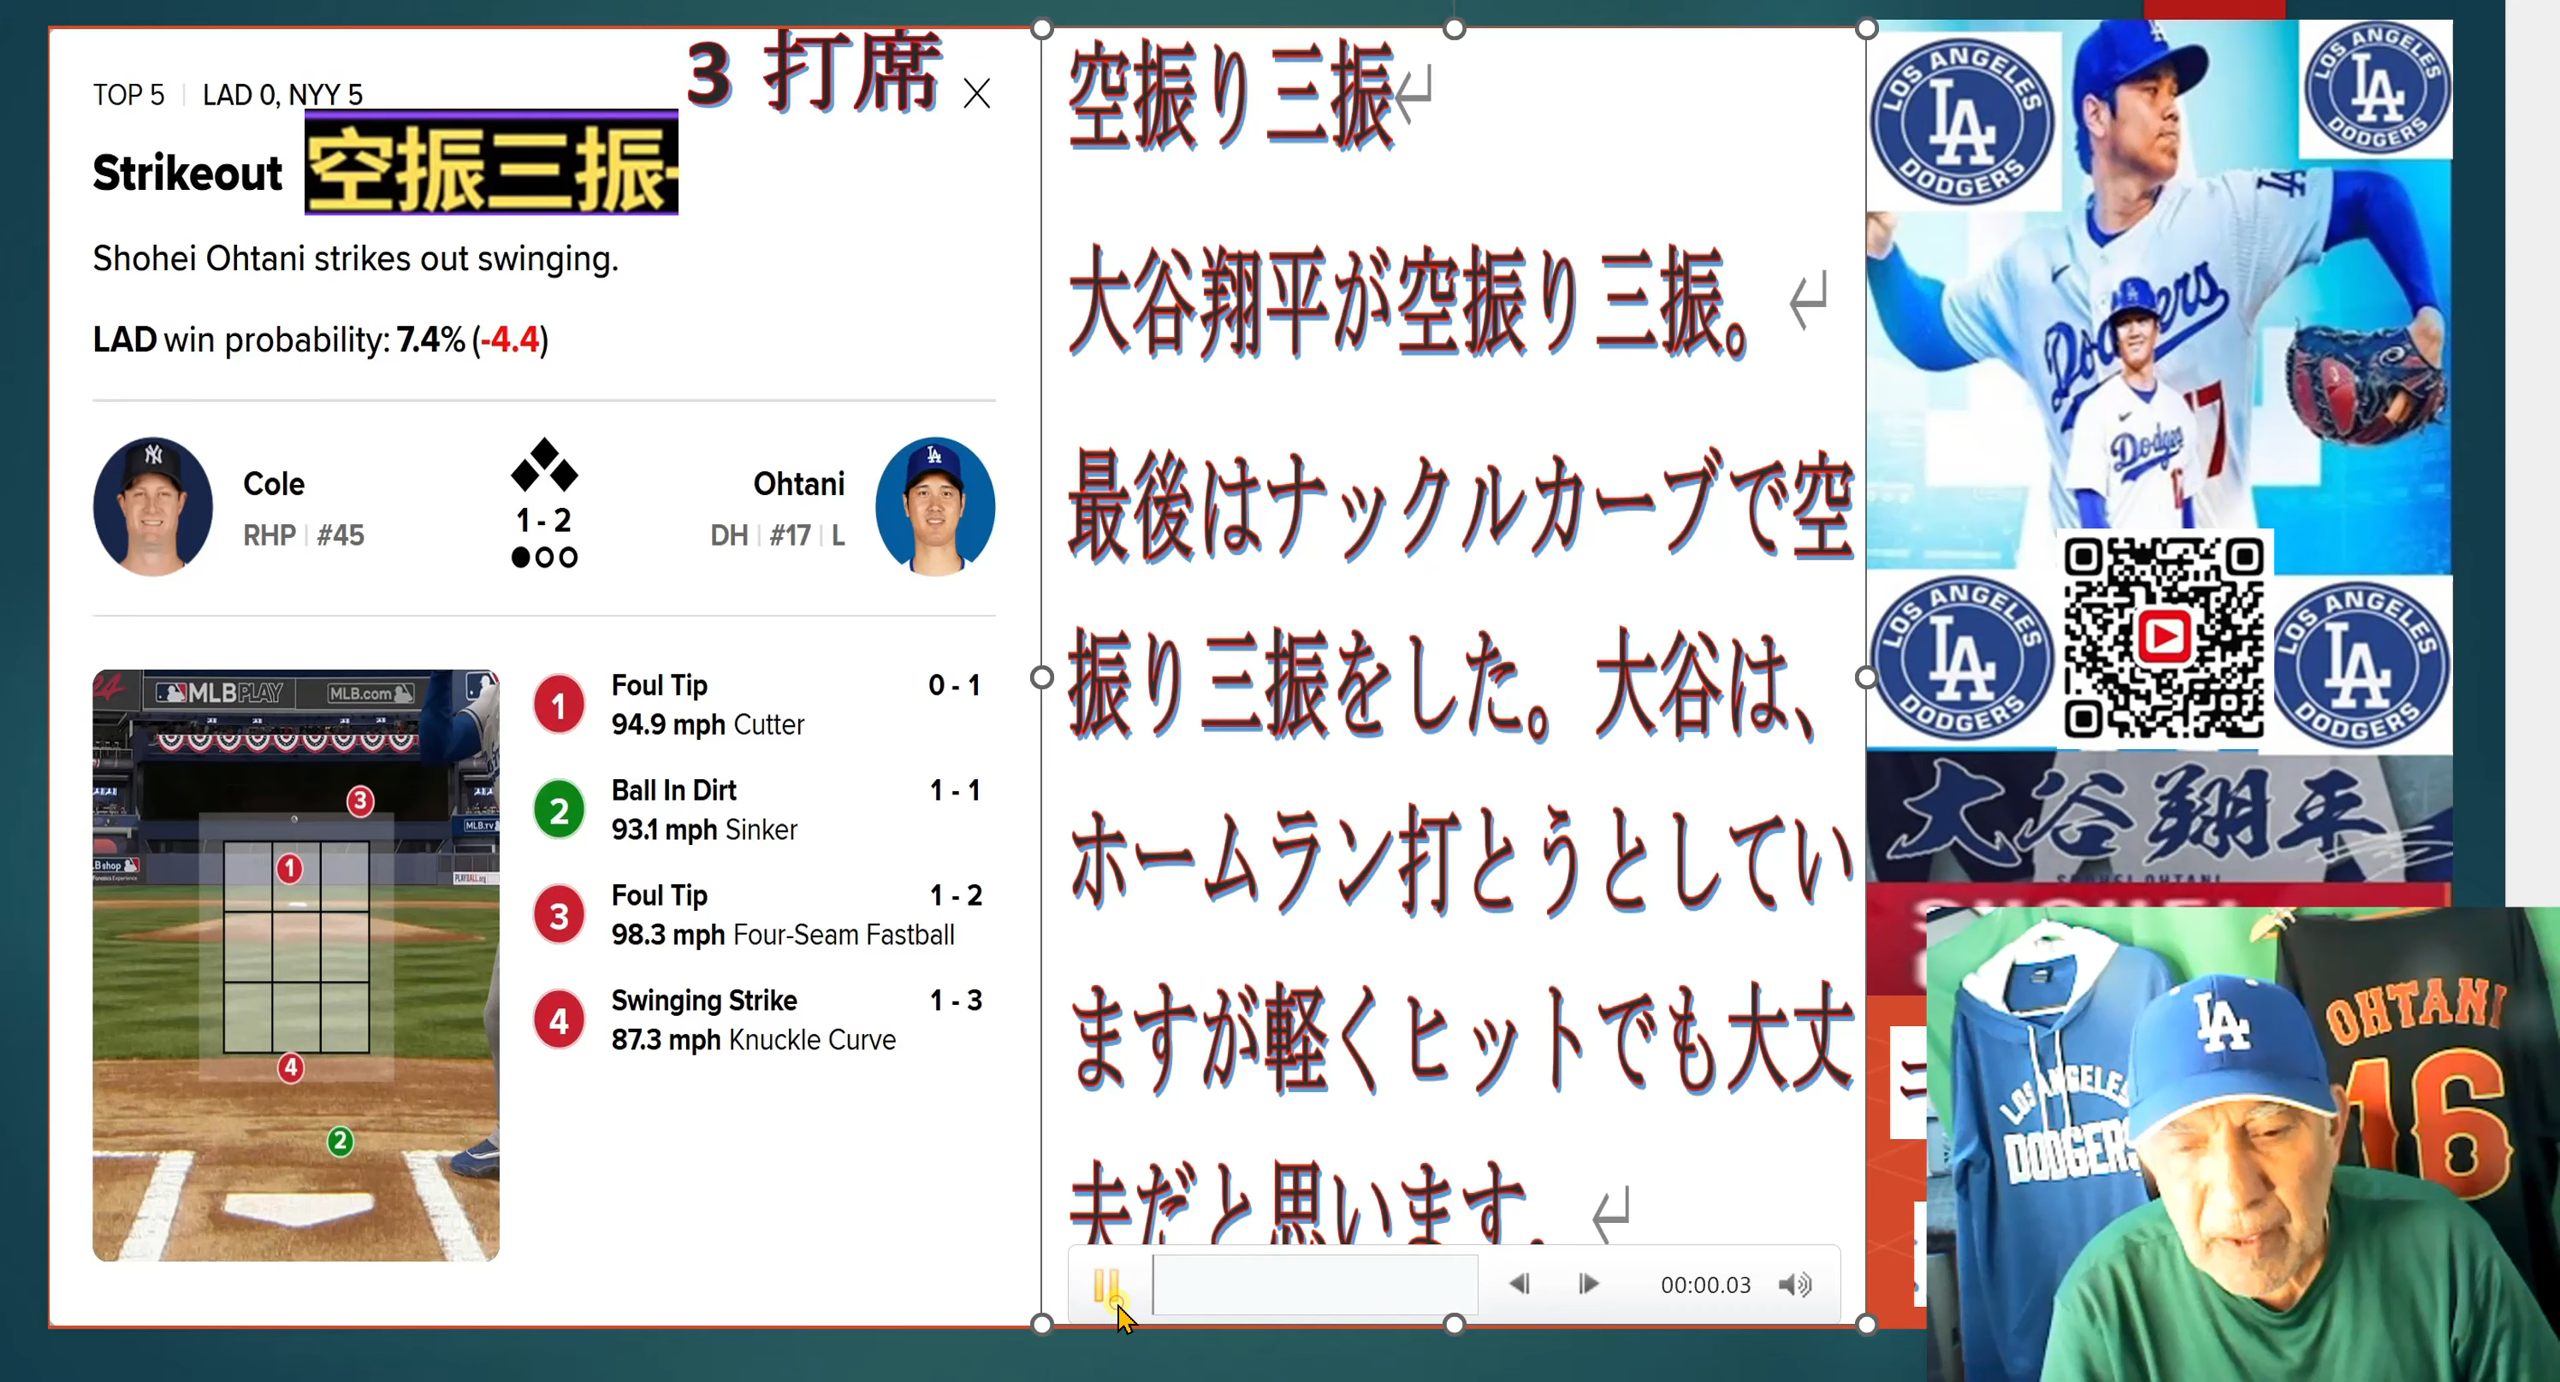 3 打席
TOP 5 | LAD 0, NYY 5
Strikeout 空振三振
Shohei Ohtani strikes out swinging.
LAD win probability: 7.4% (-4.4)
Cole
RHP | #45
1 - 2
Ohtani
DH | #17 | L
MLBPLAY
MLB.com
MLB.TV
3
1
4
2
1 Foul Tip 0 - 1
94.9 mph Cutter
2 Ball In Dirt 1 - 1
93.1 mph Sinker
3 Foul Tip 1 - 2
98.3 mph Four-Seam Fastball
4 Swinging Strike 1 - 3
87.3 mph Knuckle Curve
空振り三振
大谷翔平が空振り三振。
最後はナックルカーブで空
振り三振をした。大谷は、
ホームラン打とうとしてい
ますが軽くヒットでも大丈
夫だと思います。
00:00.03
LOS ANGELES
LA
DODGERS
LOS ANGELES
LA
DODGERS
LA
Dodgers
7
Dodgers
LOS ANGELES
LA
DODGERS
LOS ANGELES
LA
DODGERS
大谷翔平
LOS ANGELES
DODGERS
LA
OHTANI
16